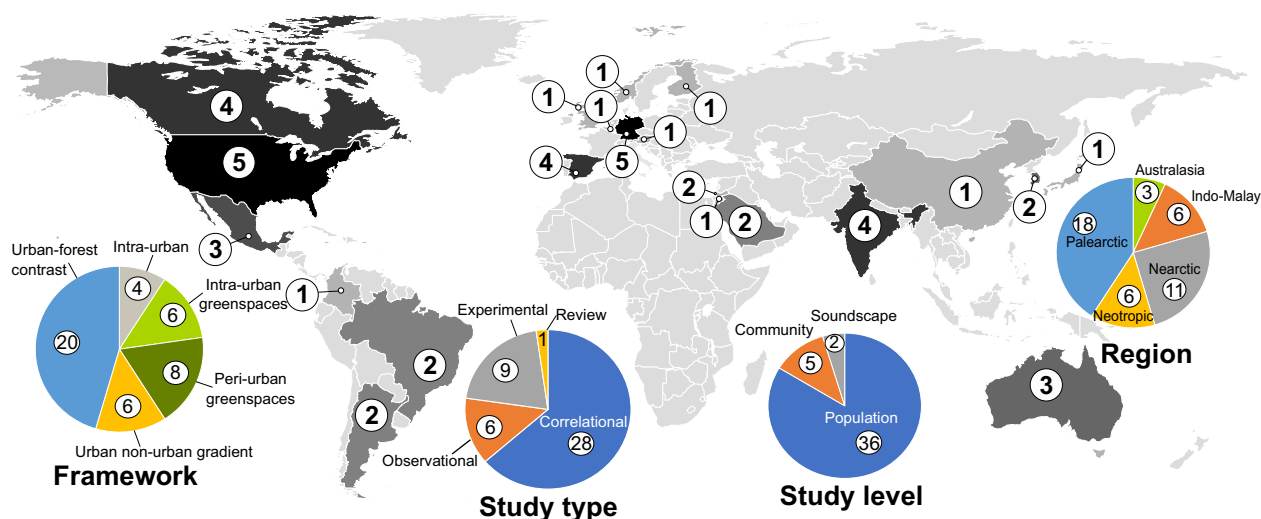 4
5
3
1
2
2
1
1
1
1
1
4
5
2
1
2
4
1
2
1
3
Urban-forest
contrast
Intra-urban
Intra-urban
greenspaces
Peri-urban
greenspaces
Urban non-urban gradient
4
6
8
6
20
Framework
Experimental
Review
1
9
6
Observational
Correlational
28
Study type
Community
Soundscape
2
5
Population
36
Study level
Australasia
3
Indo-Malay
6
18
Palearctic
Nearctic
11
6
Neotropic
Region